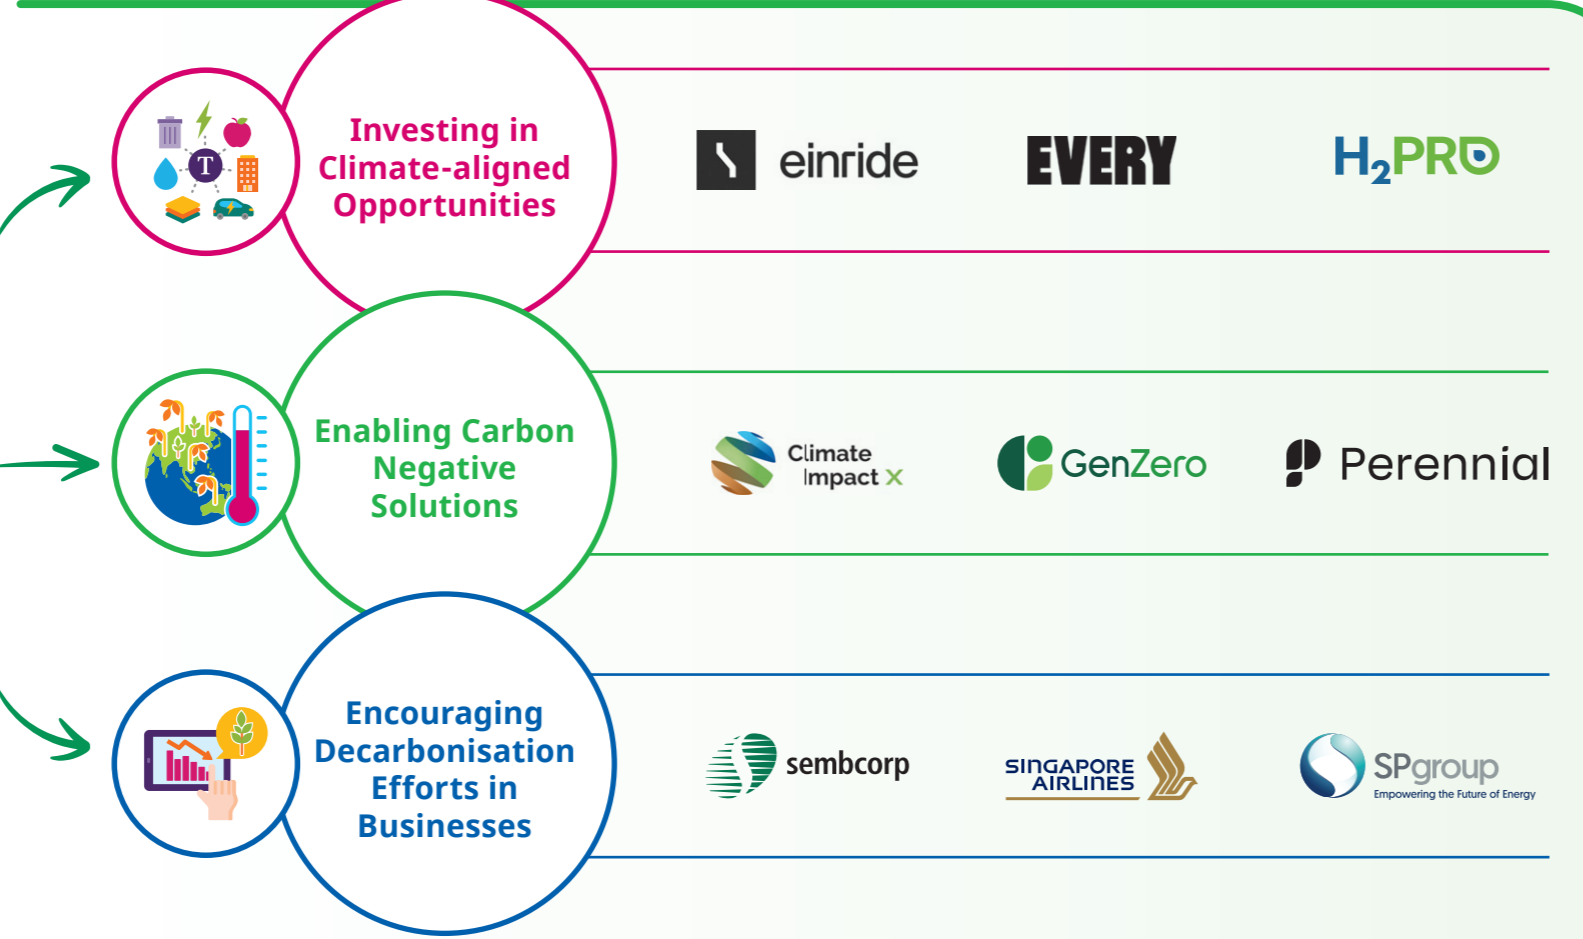 T
Investing in
Climate-aligned
Opportunities
einride
EVERY
H₂PRO
Enabling Carbon
Negative
Solutions
Climate
Impact X
GenZero
Perennial
Encouraging
Decarbonisation
Efforts in
Businesses
sembcorp
SINGAPORE
AIRLINES
SPgroup
Empowering the Future of Energy